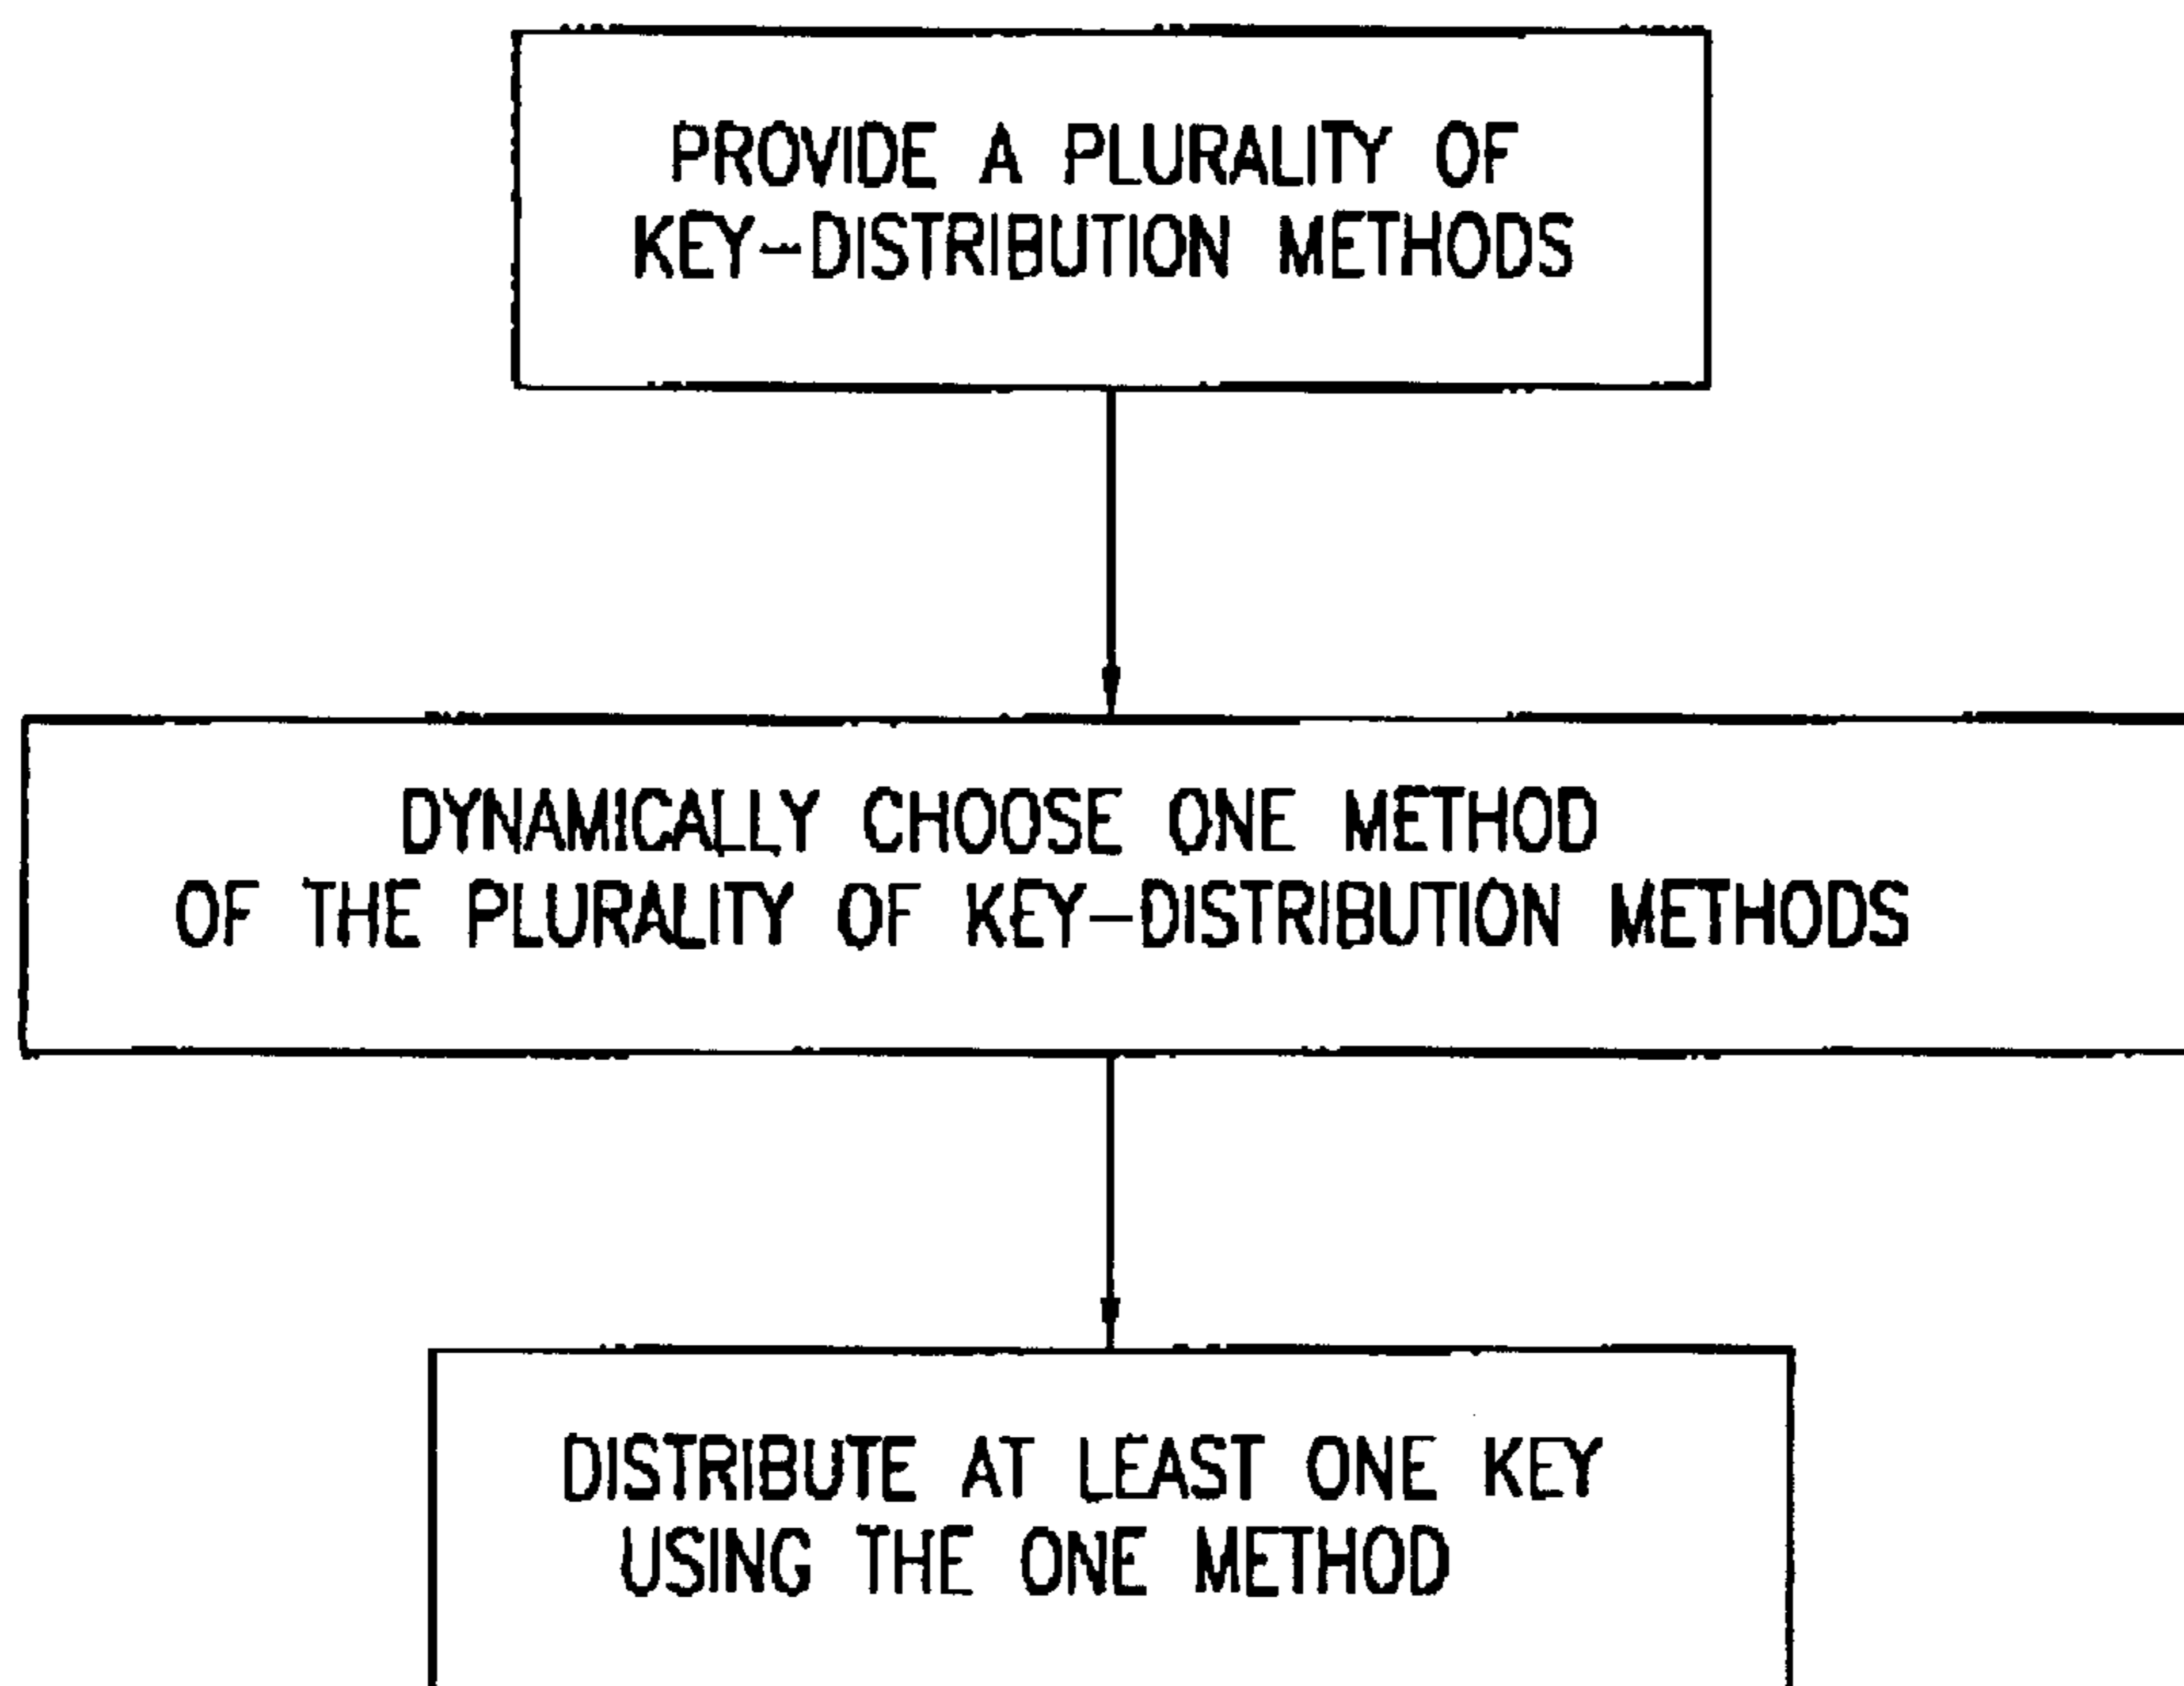 PROVIDE A PLURALITY OF
KEY-DISTRIBUTION METHODS
DYNAMICALLY CHOOSE ONE METHOD
OF THE PLURALITY OF KEY-DISTRIBUTION METHODS
DISTRIBUTE AT LEAST ONE KEY
USING THE ONE METHOD